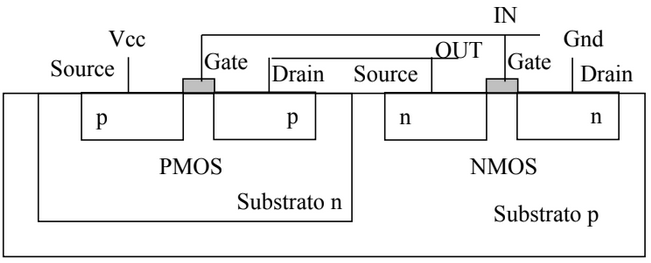 IN
Vcc
OUT
Gnd
Source
Gate
Drain
Source
Gate
Drain
p
p
n
n
PMOS
NMOS
Substrato n
Substrato p